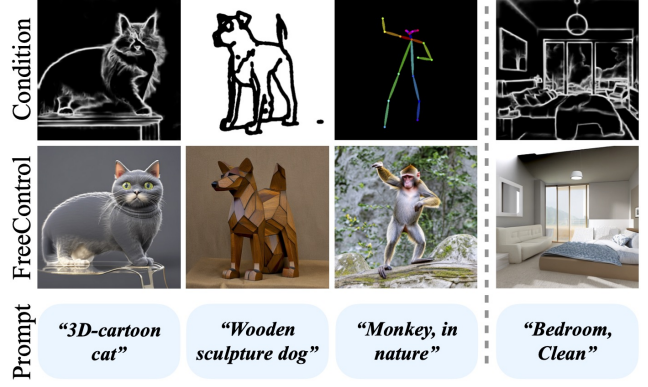 Condition
FreeControl
Prompt
“3D-cartoon
cat”
“Wooden
sculpture dog”
“Monkey, in
nature”
“Bedroom,
Clean”